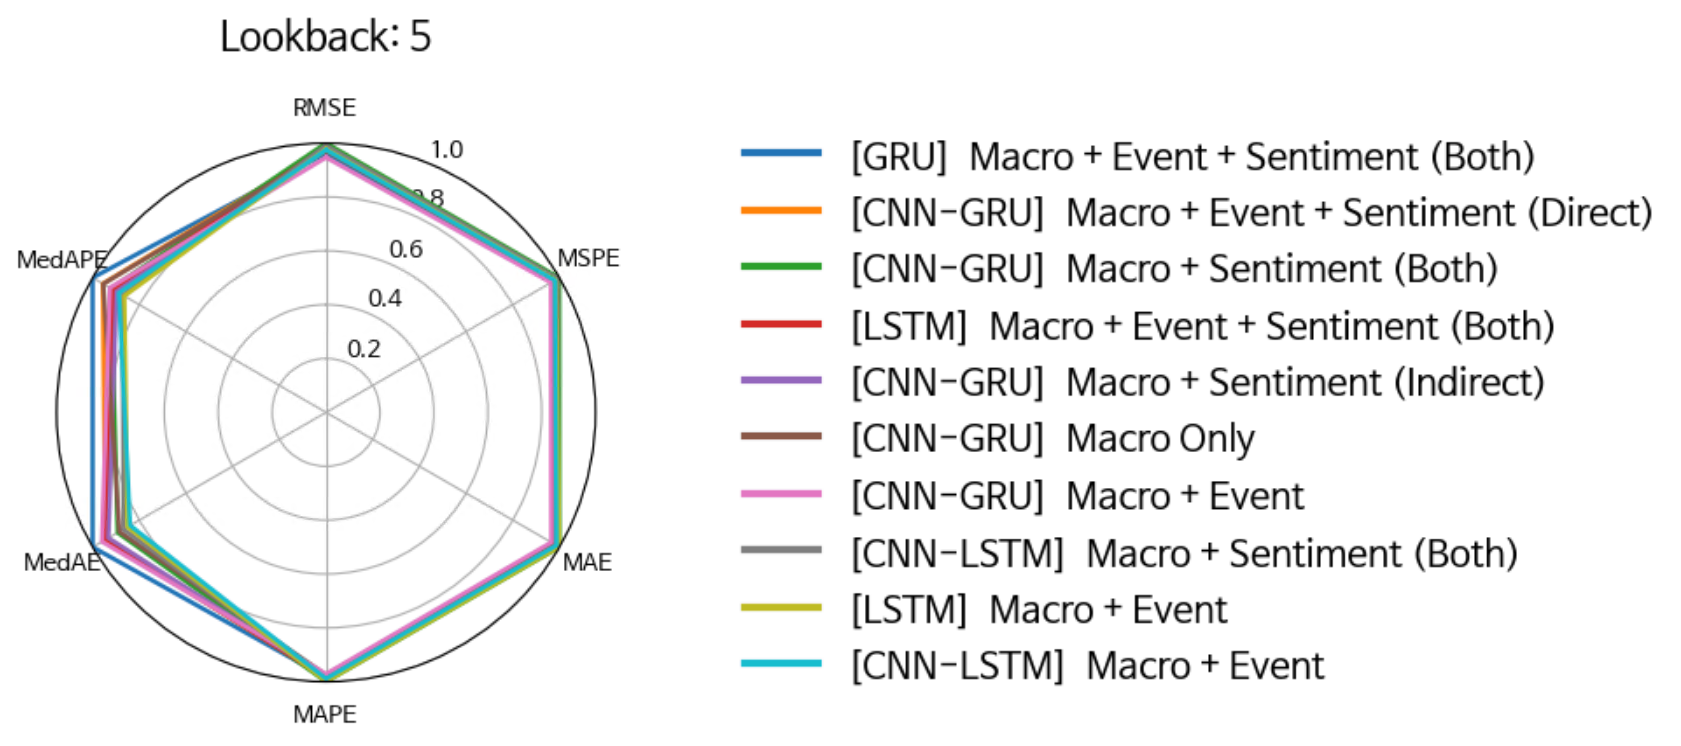 Lookback: 5
RMSE
1.0
0.8
MSPE
0.6
MedAPE
0.4
0.2
MedAE
MAE
MAPE
[GRU] Macro + Event + Sentiment (Both)
[CNN-GRU] Macro + Event + Sentiment (Direct)
[CNN-GRU] Macro + Sentiment (Both)
[LSTM] Macro + Event + Sentiment (Both)
[CNN-GRU] Macro + Sentiment (Indirect)
[CNN-GRU] Macro Only
[CNN-GRU] Macro + Event
[CNN-LSTM] Macro + Sentiment (Both)
[LSTM] Macro + Event
[CNN-LSTM] Macro + Event